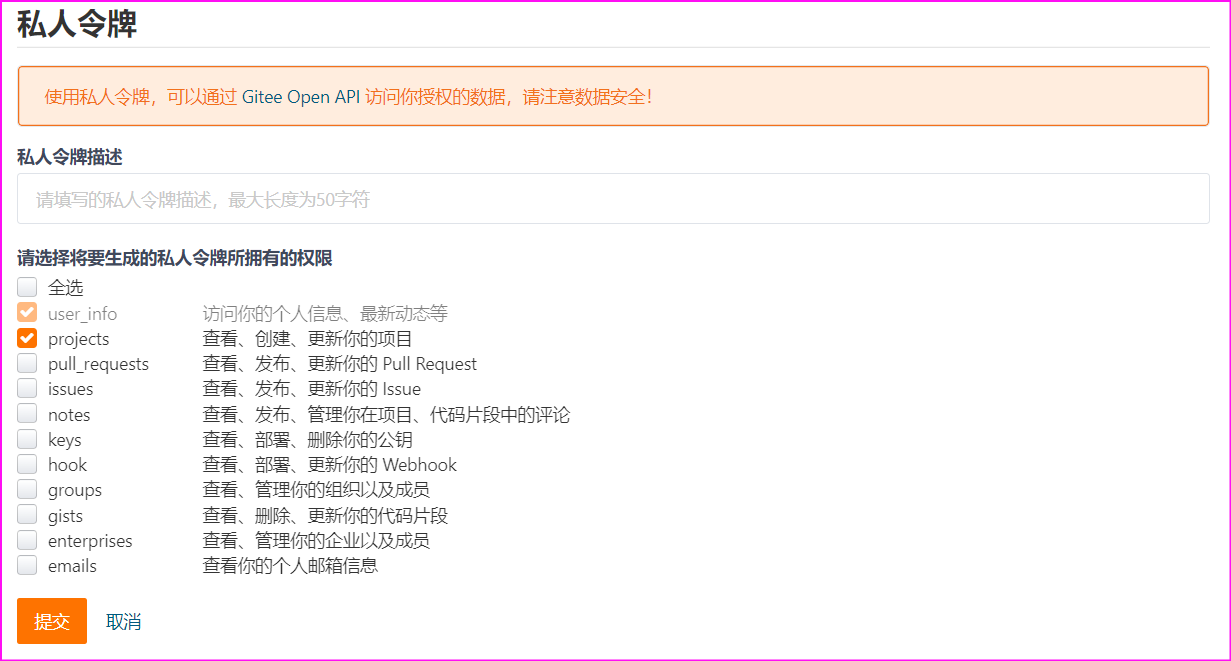 私人令牌
使用私人令牌，可以通过 Gitee Open API 访问你授权的数据，请注意数据安全！
私人令牌描述
请填写的私人令牌描述，最大长度为50字符
请选择将要生成的私人令牌所拥有的权限
全选
user_info 访问你的个人信息、最新动态等
projects 查看、创建、更新你的项目
pull_requests 查看、发布、更新你的 Pull Request
issues 查看、发布、更新你的 Issue
notes 查看、发布、管理你在项目、代码片段中的评论
keys 查看、部署、删除你的公钥
hook 查看、部署、更新你的 Webhook
groups 查看、管理你的组织以及成员
gists 查看、删除、更新你的代码片段
enterprises 查看、管理你的企业以及成员
emails 查看你的个人邮箱信息
提交 取消